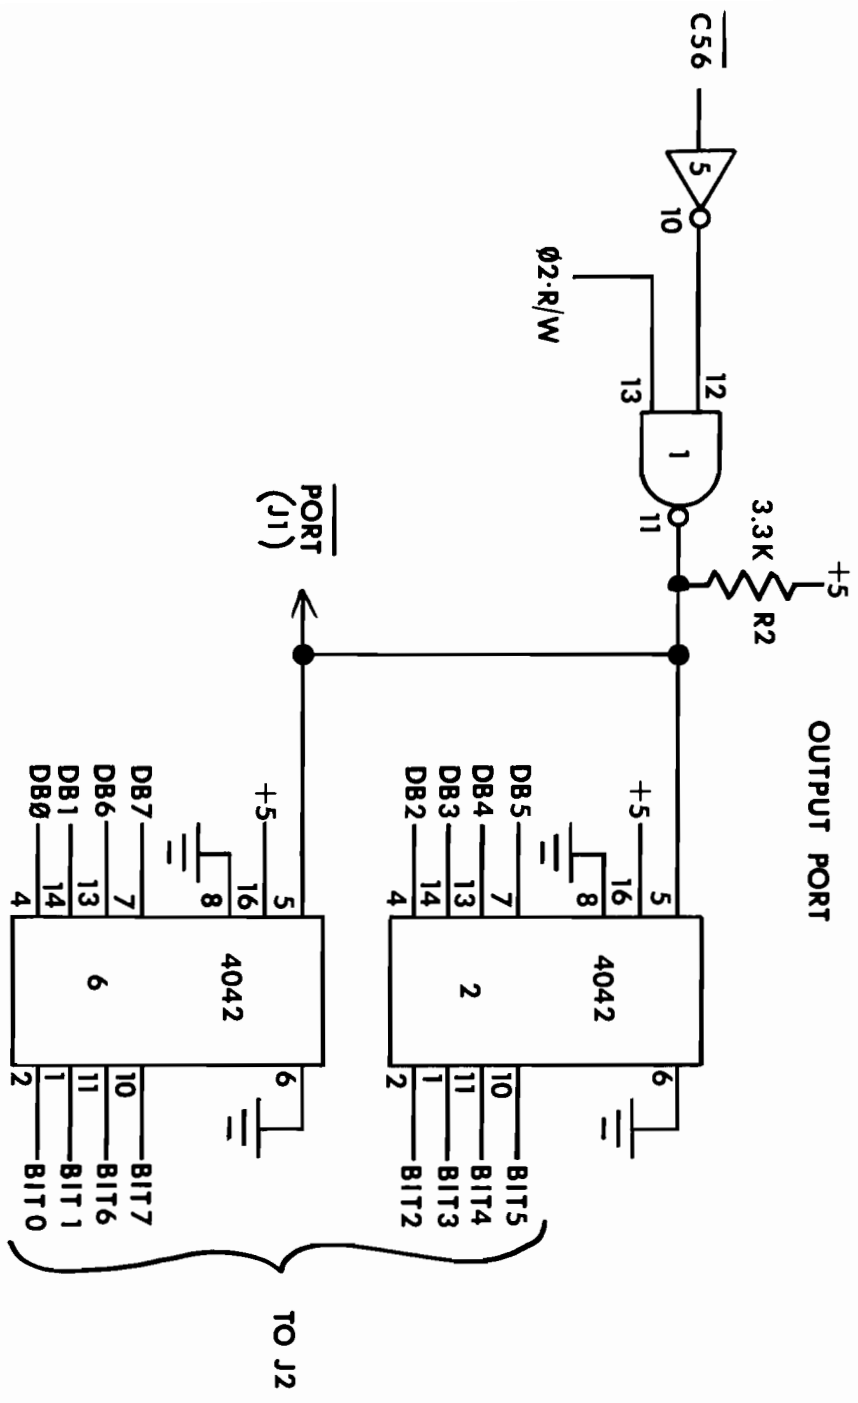 OUTPUT PORT
+5
3.3K
R2
C56
5
10
12
13
1
11
Ø2·R/W
PORT
(J1)
5
6
+5
16
4042
8
2
DB5
7
10
BIT5
DB4
13
11
BIT4
DB3
14
1
BIT3
DB2
4
2
BIT2
5
6
+5
16
4042
8
6
DB7
7
10
BIT7
DB6
13
11
BIT6
DB1
14
1
BIT1
DBØ
4
2
BIT0
TO J2